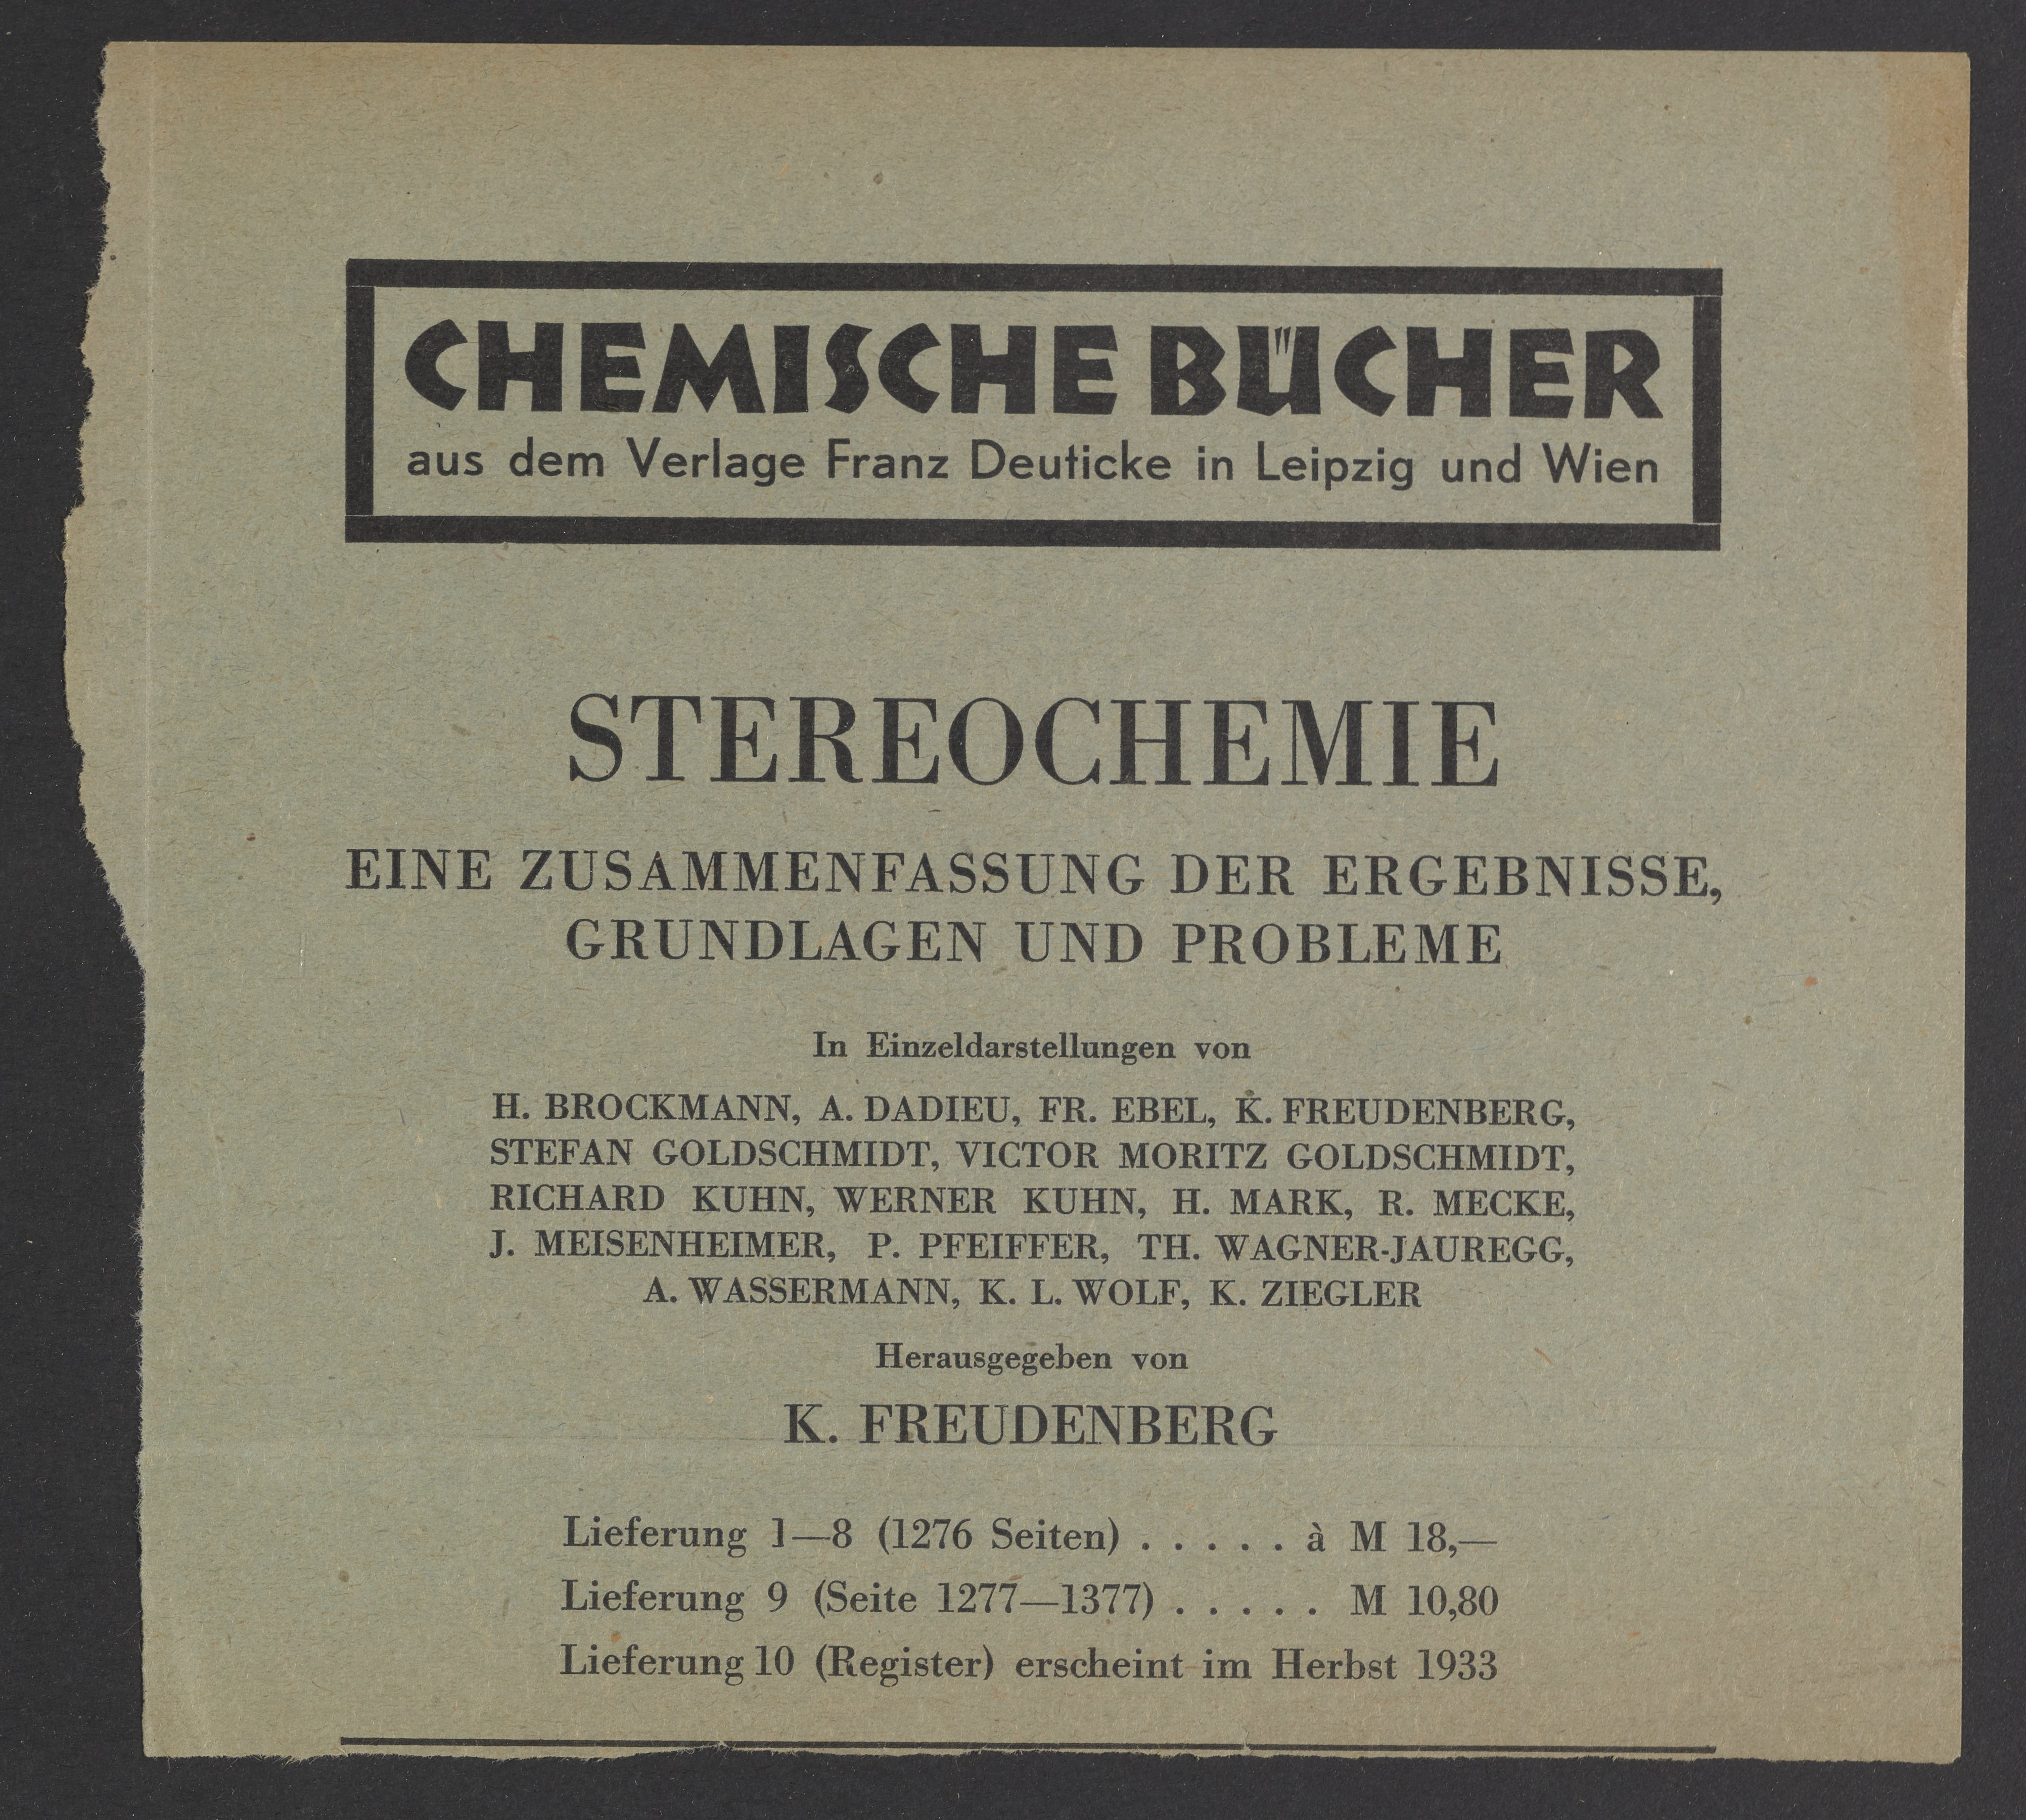 CHEMISCHE BÜCHER
aus dem Verlage Franz Deuticke in Leipzig und Wien
STEREOCHEMIE
EINE ZUSAMMENFASSUNG DER ERGEBNISSE,
GRUNDLAGEN UND PROBLEME
In Einzeldarstellungen von
H. BROCKMANN, A. DADIEU, FR. EBEL, K. FREUDENBERG,
STEFAN GOLDSCHMIDT, VICTOR MORITZ GOLDSCHMIDT,
RICHARD KUHN, WERNER KUHN, H. MARK, R. MECKE,
J. MEISENHEIMER, P. PFEIFFER, TH. WAGNER-JAUREGG,
A. WASSERMANN, K. L. WOLF, K. ZIEGLER
Herausgegeben von
K. FREUDENBERG
Lieferung 1—8 (1276 Seiten) . . . . . à M 18,—
Lieferung 9 (Seite 1277—1377) . . . . . M 10,80
Lieferung 10 (Register) erscheint im Herbst 1933